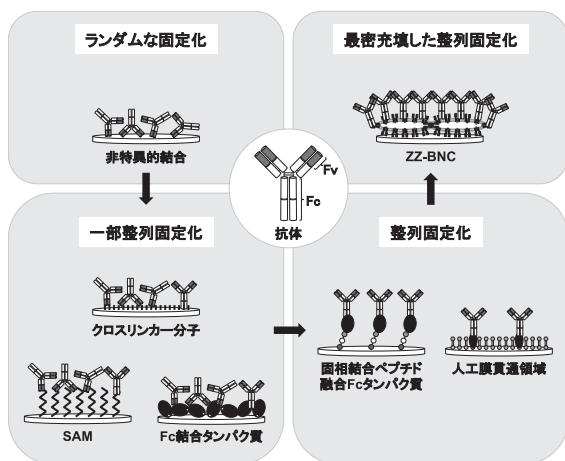 ランダムな固定化
非特異的結合
最密充填した整列固定化
ZZ-BNC
Fv
Fc
抗体
一部整列固定化
クロスリンカー分子
SAM
Fc結合タンパク質
整列固定化
固相結合ペプチド
融合Fcタンパク質
人工膜貫通領域